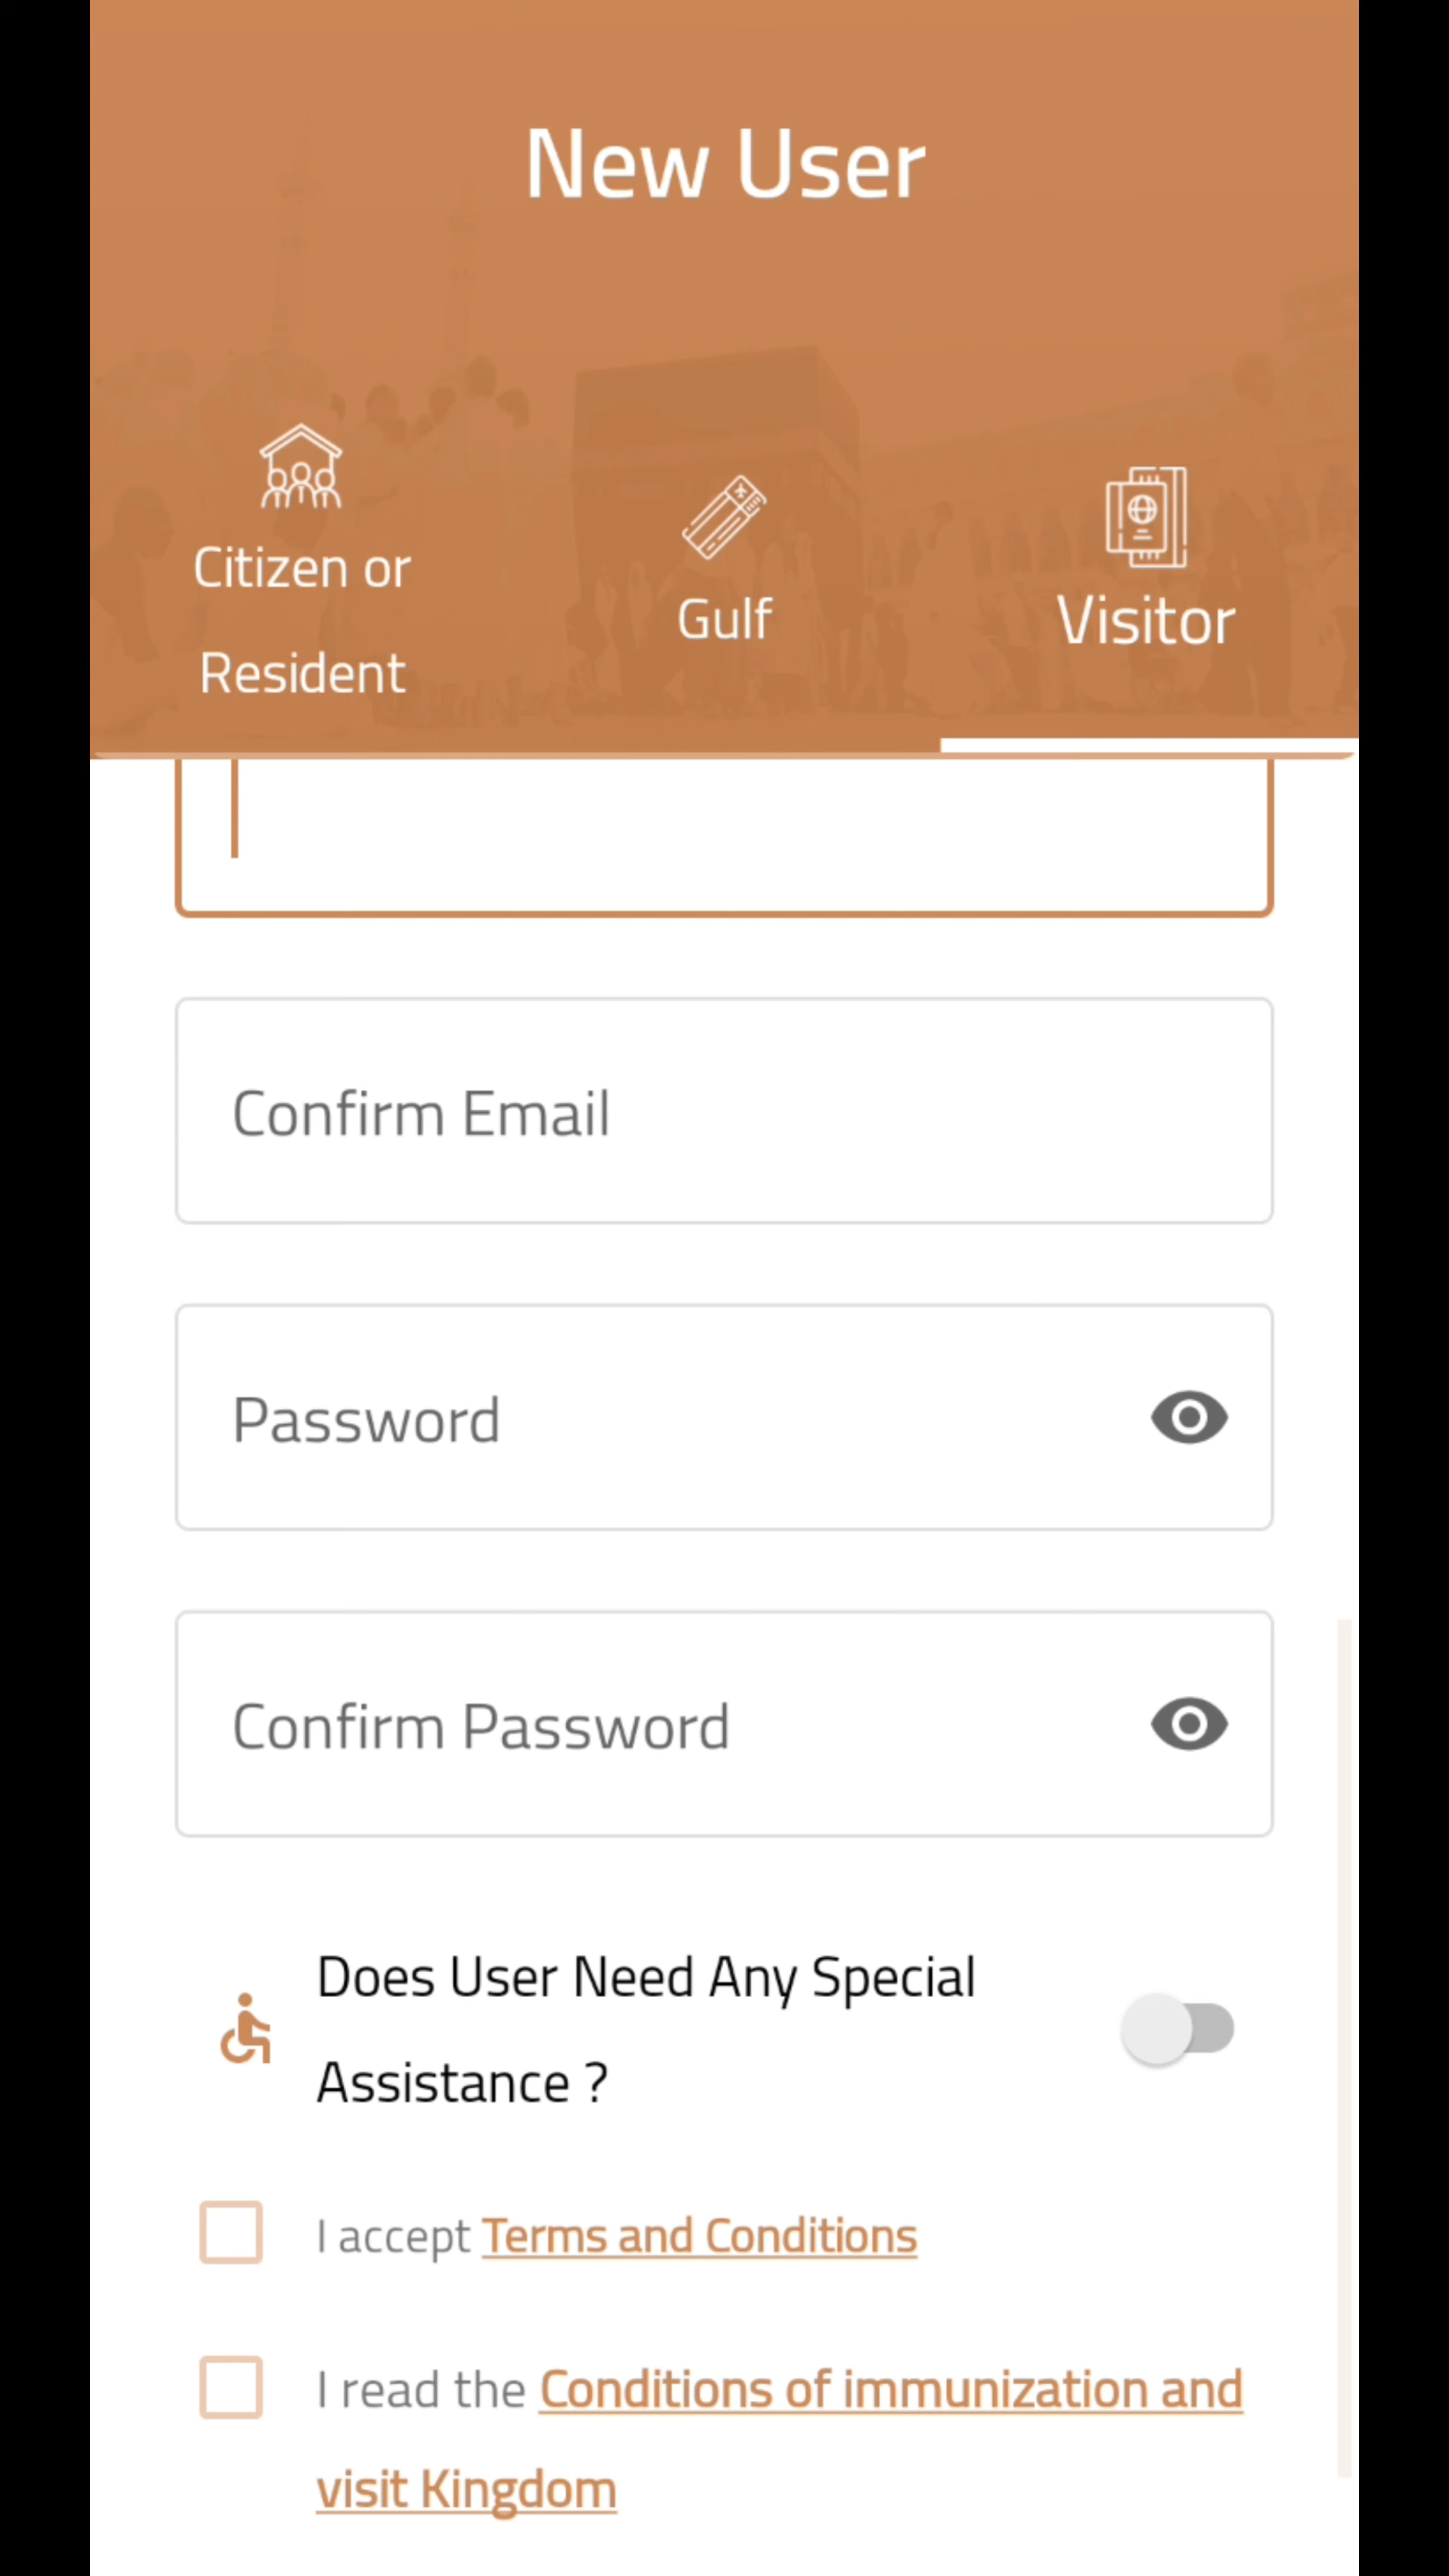 New User
Citizen or
Resident
Gulf
Visitor
Confirm Email
Password
Confirm Password
Does User Need Any Special
Assistance ?
I accept Terms and Conditions
I read the Conditions of immunization and
visit Kingdom